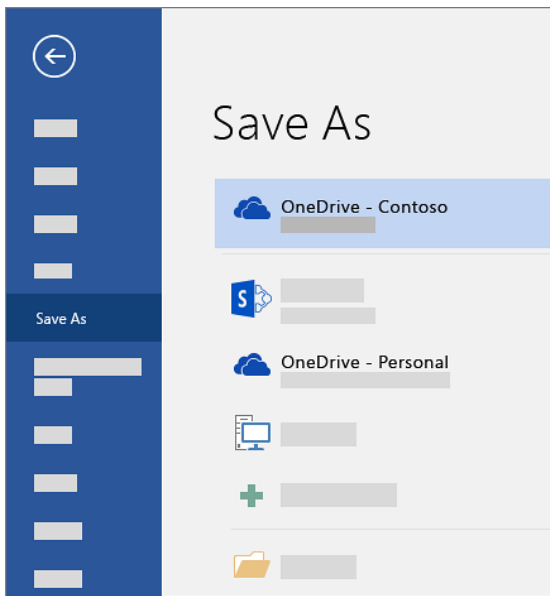 Save As
OneDrive - Contoso
S
Save As
OneDrive - Personal